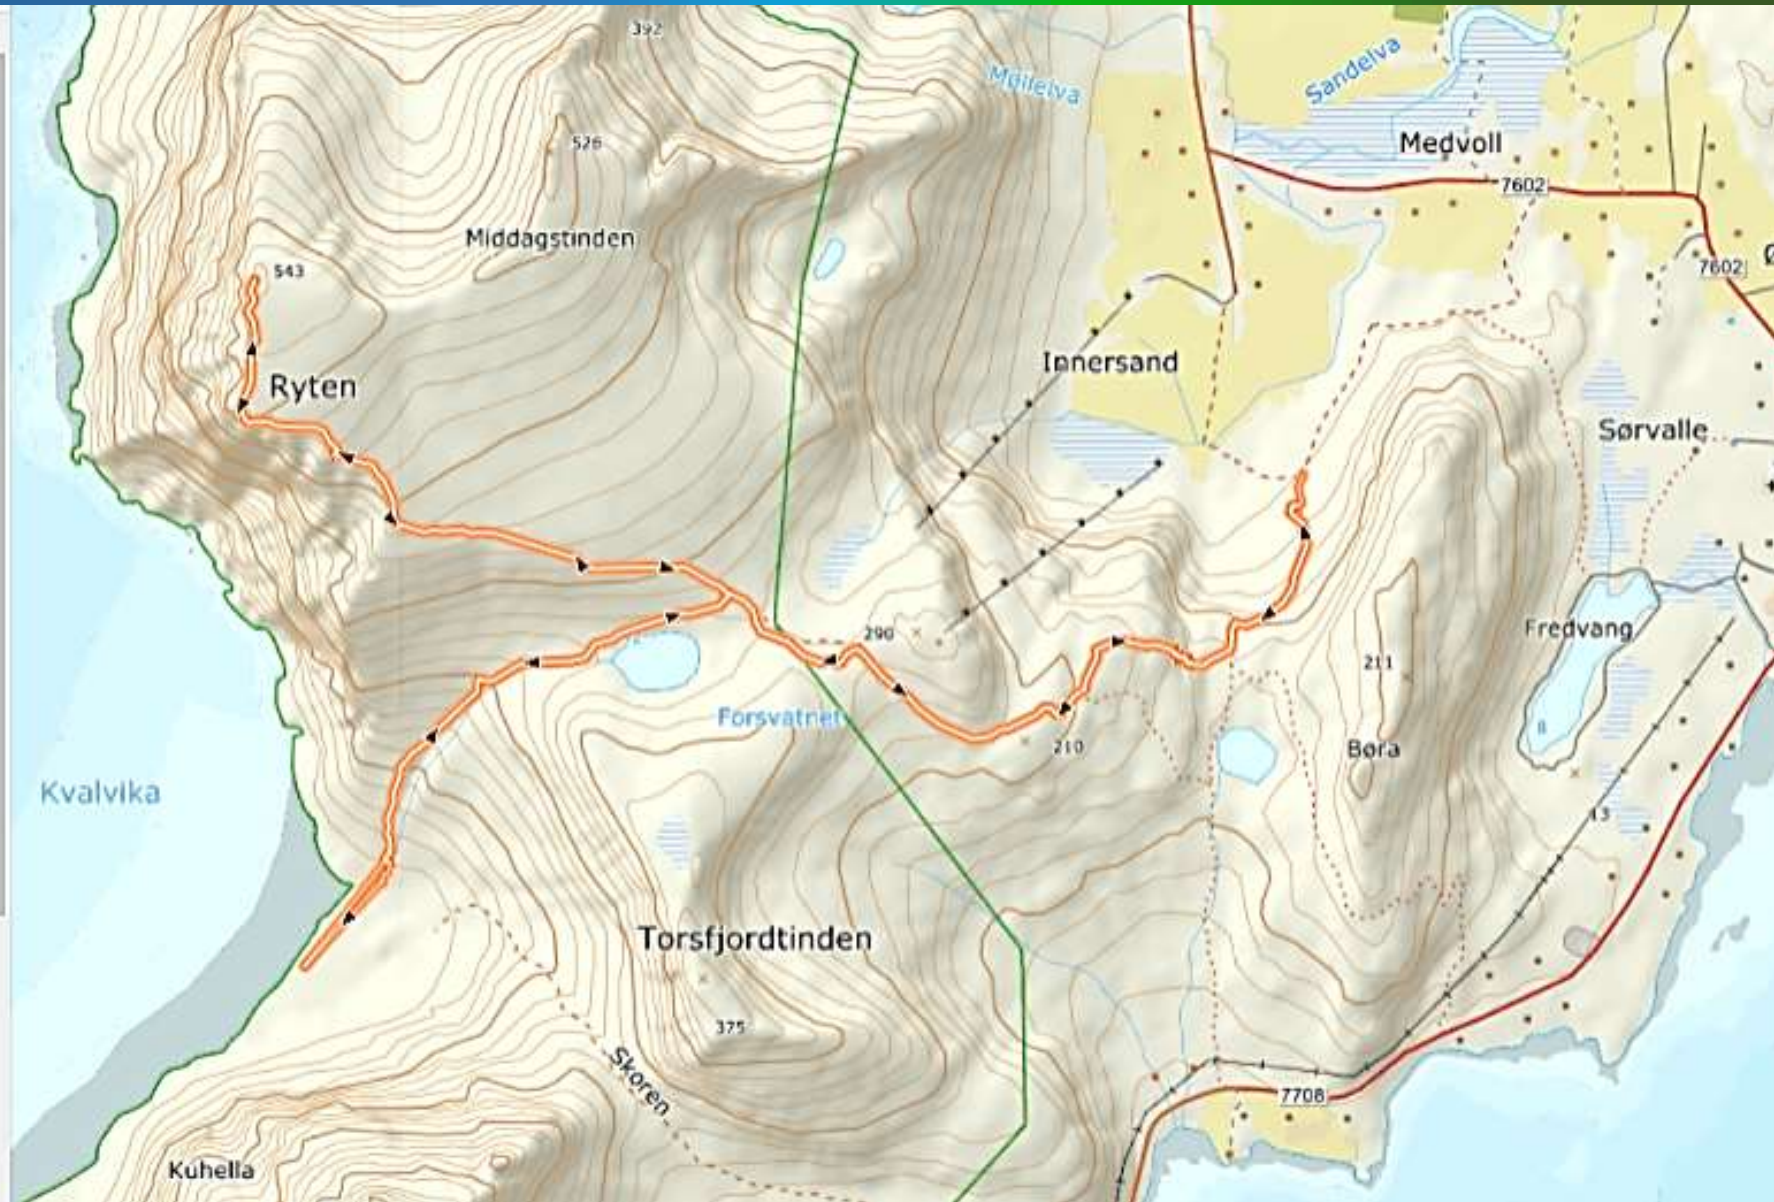 392
Møllelva
Sandelva
526
Medvoll
7602
Middagstinden
543
7602
Innersand
Ryten
Sørvalle
290
Fredvang
211
Forsvatnet
210
8
Børa
Kvalvika
13
Torsfjordtinden
375
Skoren
7708
Kuhella